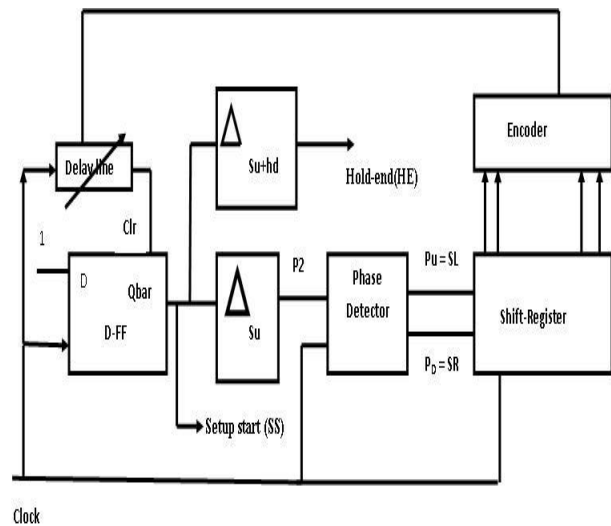 Encoder
Delay line
Su+hd
Hold-end(HE)
Clr
1
D
Qbar
D-FF
P2
Su
Phase
Detector
Pu = SL
PD = SR
Shift-Register
Setup start (SS)
Clock